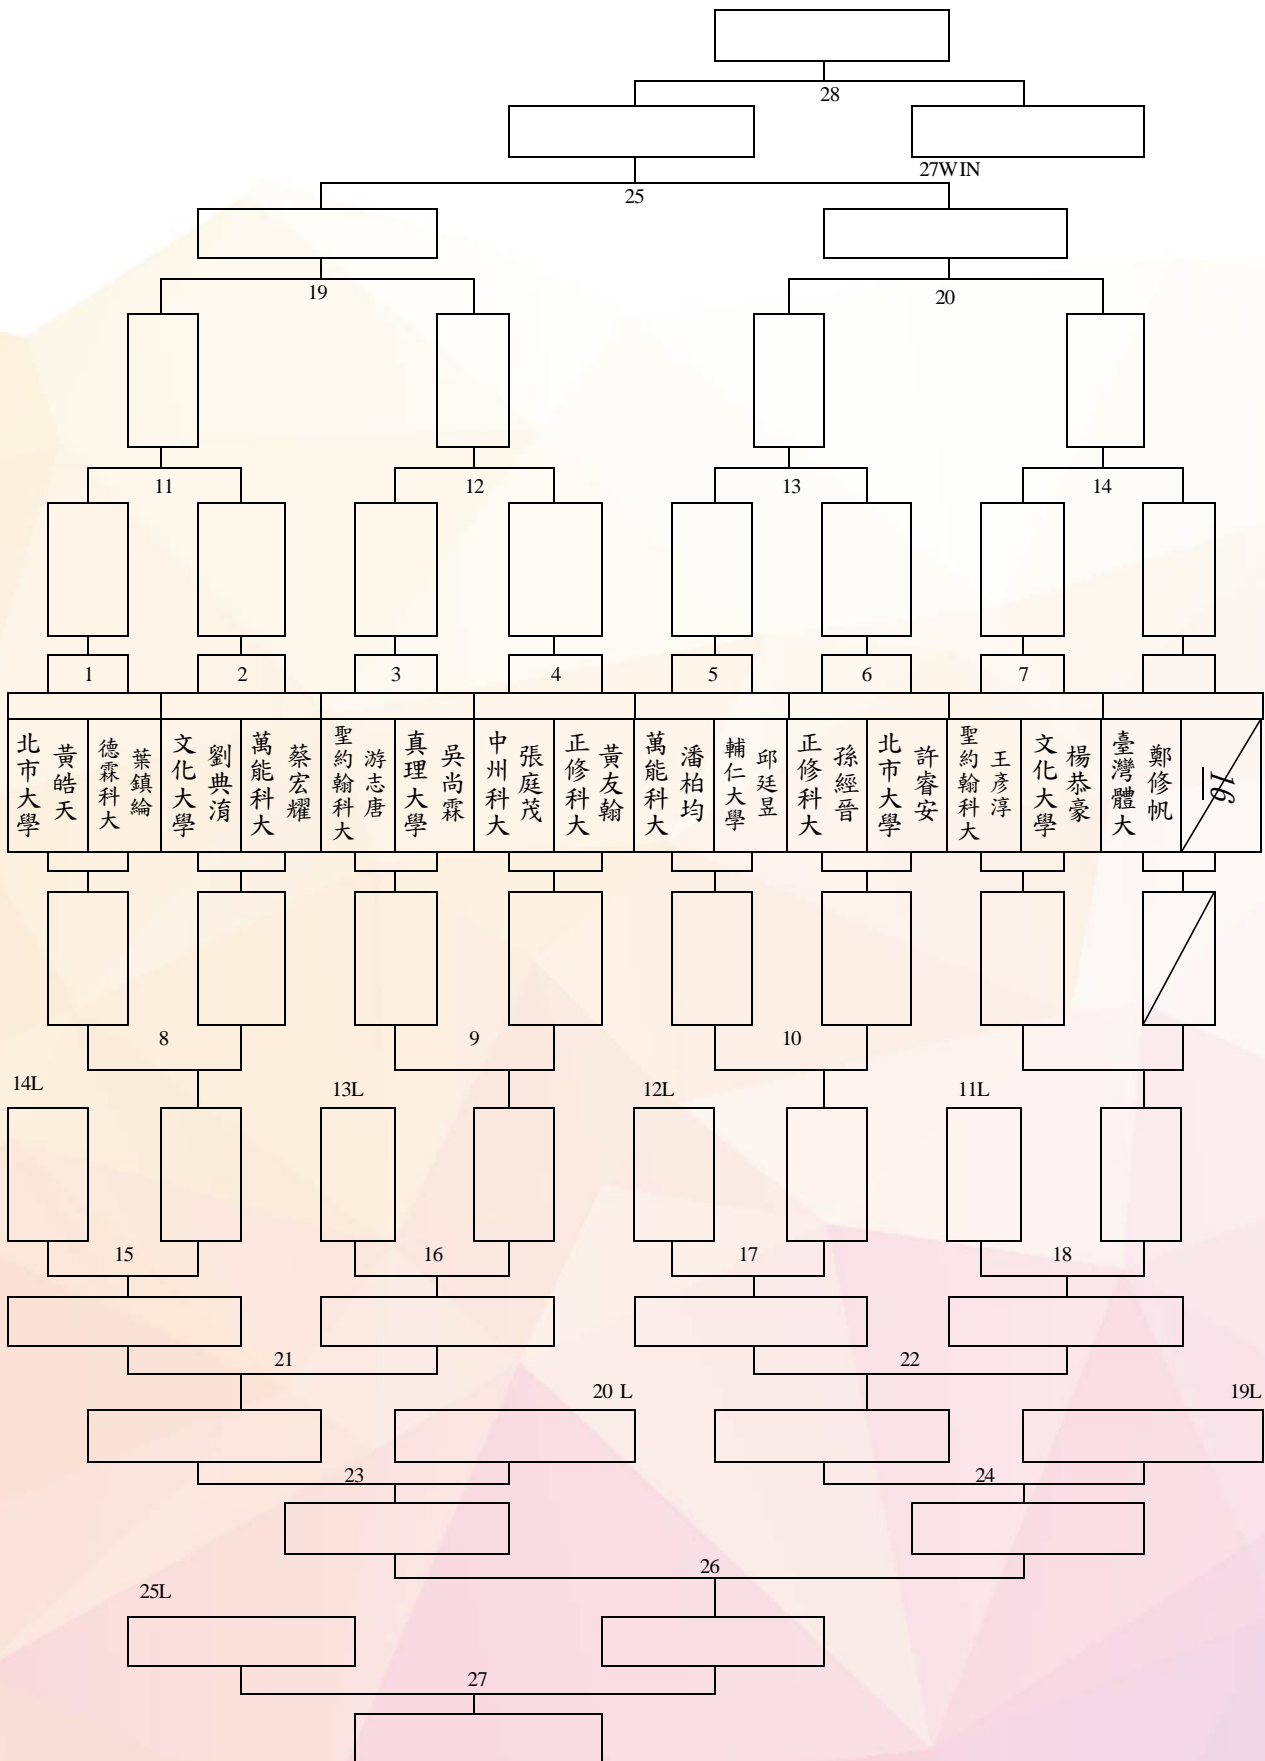 28
27WIN
25
19
20
11
12
13
14
1
2
3
4
5
6
7
北市大學 黃皓天
德霖科大 葉鎮綸
文化大學 劉典淯
萬能科大 蔡宏耀
聖約翰科大 游志唐
真理大學 吳尚霖
中州科大 張庭茂
正修科大 黃友翰
萬能科大 潘柏均
輔仁大學 邱廷昱
正修科大 孫經晉
北市大學 許睿安
聖約翰科大 王彥淳
文化大學 楊恭豪
臺灣體大 鄭修帆
16
8
9
10
14L
13L
12L
11L
15
16
17
18
21
22
20 L
19L
23
24
26
25L
27